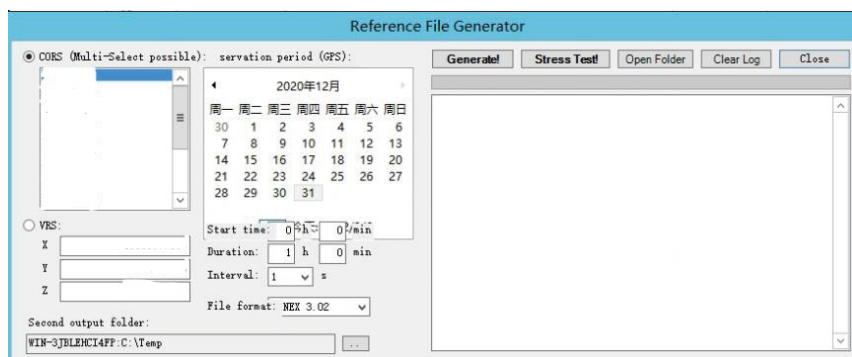 Reference File Generator
CORS (Multi-Select possible): servation period (GPS):
Generate! Stress Test! Open Folder Clear Log Close
2020年12月
周一 周二 周三 周四 周五 周六 周日
30 1 2 3 4 5 6
7 8 9 10 11 12 13
14 15 16 17 18 19 20
21 22 23 24 25 26 27
28 29 30 31
VRS:
Start time: 0 h 0 min
X
Duration: 1 h 0 min
Y
Interval: 1 s
Z
File format: NEX 3.02
Second output folder:
WIN-3JBLEHCI4FP:C:\Temp ..